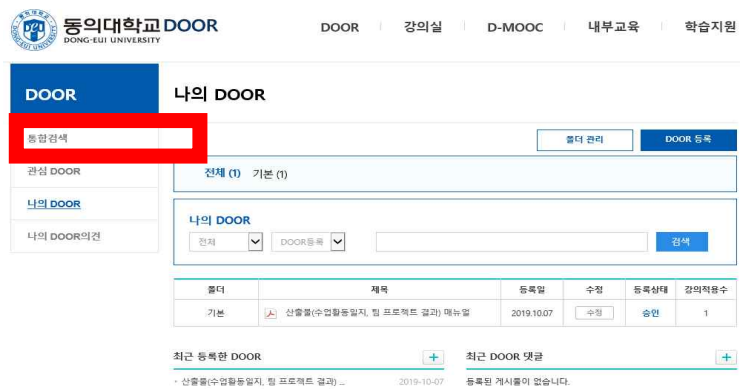 동의대학교 DOOR
DONG-EUI UNIVERSITY
DOOR 강의실 D-MOOC 내부교육 학습지원
DOOR
통합검색
관심 DOOR
나의 DOOR
나의 DOOR의견
나의 DOOR
폴더 관리 DOOR 등록
전체 (1) 기본 (1)
나의 DOOR
전체 DOOR등록 검색
폴더 제목 등록일 수정 등록상태 강의적용수
기본 산출물(수업활동일지, 팀 프로젝트 결과) 매뉴얼 2019.10.07 수정 승인 1
최근 등록한 DOOR + 최근 DOOR 댓글 +
· 산출물(수업활동일지, 팀 프로젝트 결과) ... 2019-10-07 등록된 게시물이 없습니다.